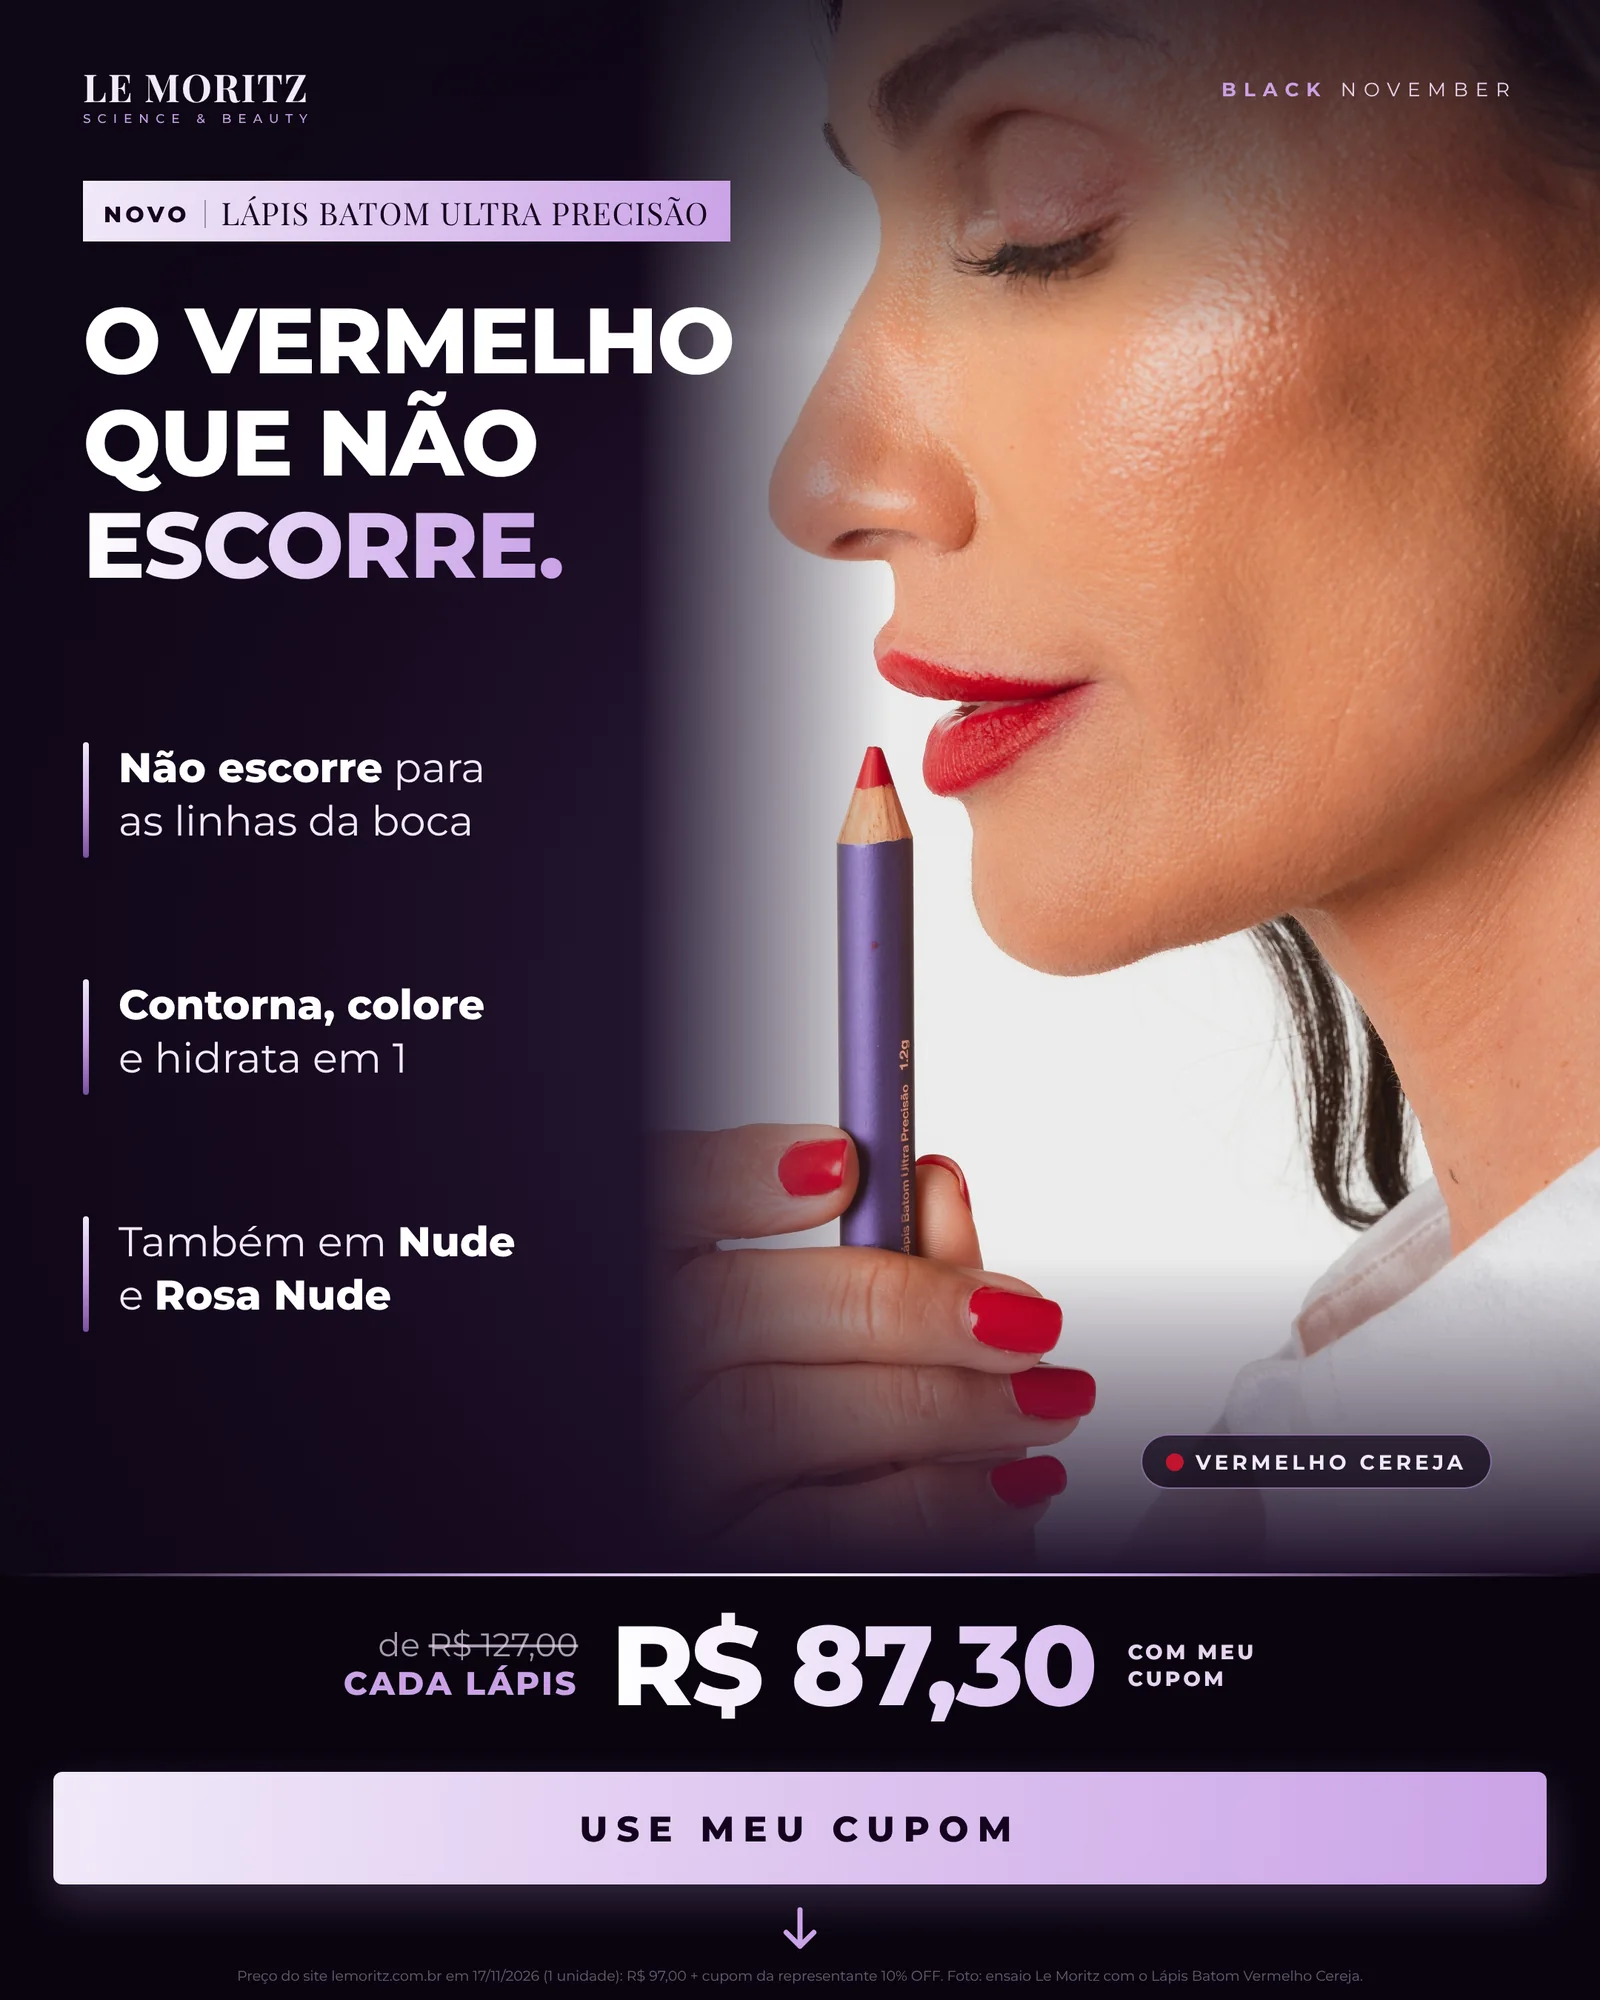 LE MORITZ
SCIENCE & BEAUTY
BLACK NOVEMBER
NOVO | LÁPIS BATOM ULTRA PRECISÃO
O VERMELHO
QUE NÃO
ESCORRE.
Não escorre para
as linhas da boca
Contorna, colore
e hidrata em 1
Também em Nude
e Rosa Nude
Lápis Batom Ultra Precisão 1.2g
VERMELHO CEREJA
de R$ 127,00
CADA LÁPIS
R$ 87,30
COM MEU
CUPOM
USE MEU CUPOM
Preço do site lemoritz.com.br em 17/11/2026 (1 unidade): R$ 97,00 + cupom da representante 10% OFF. Foto: ensaio Le Moritz com o Lápis Batom Vermelho Cereja.